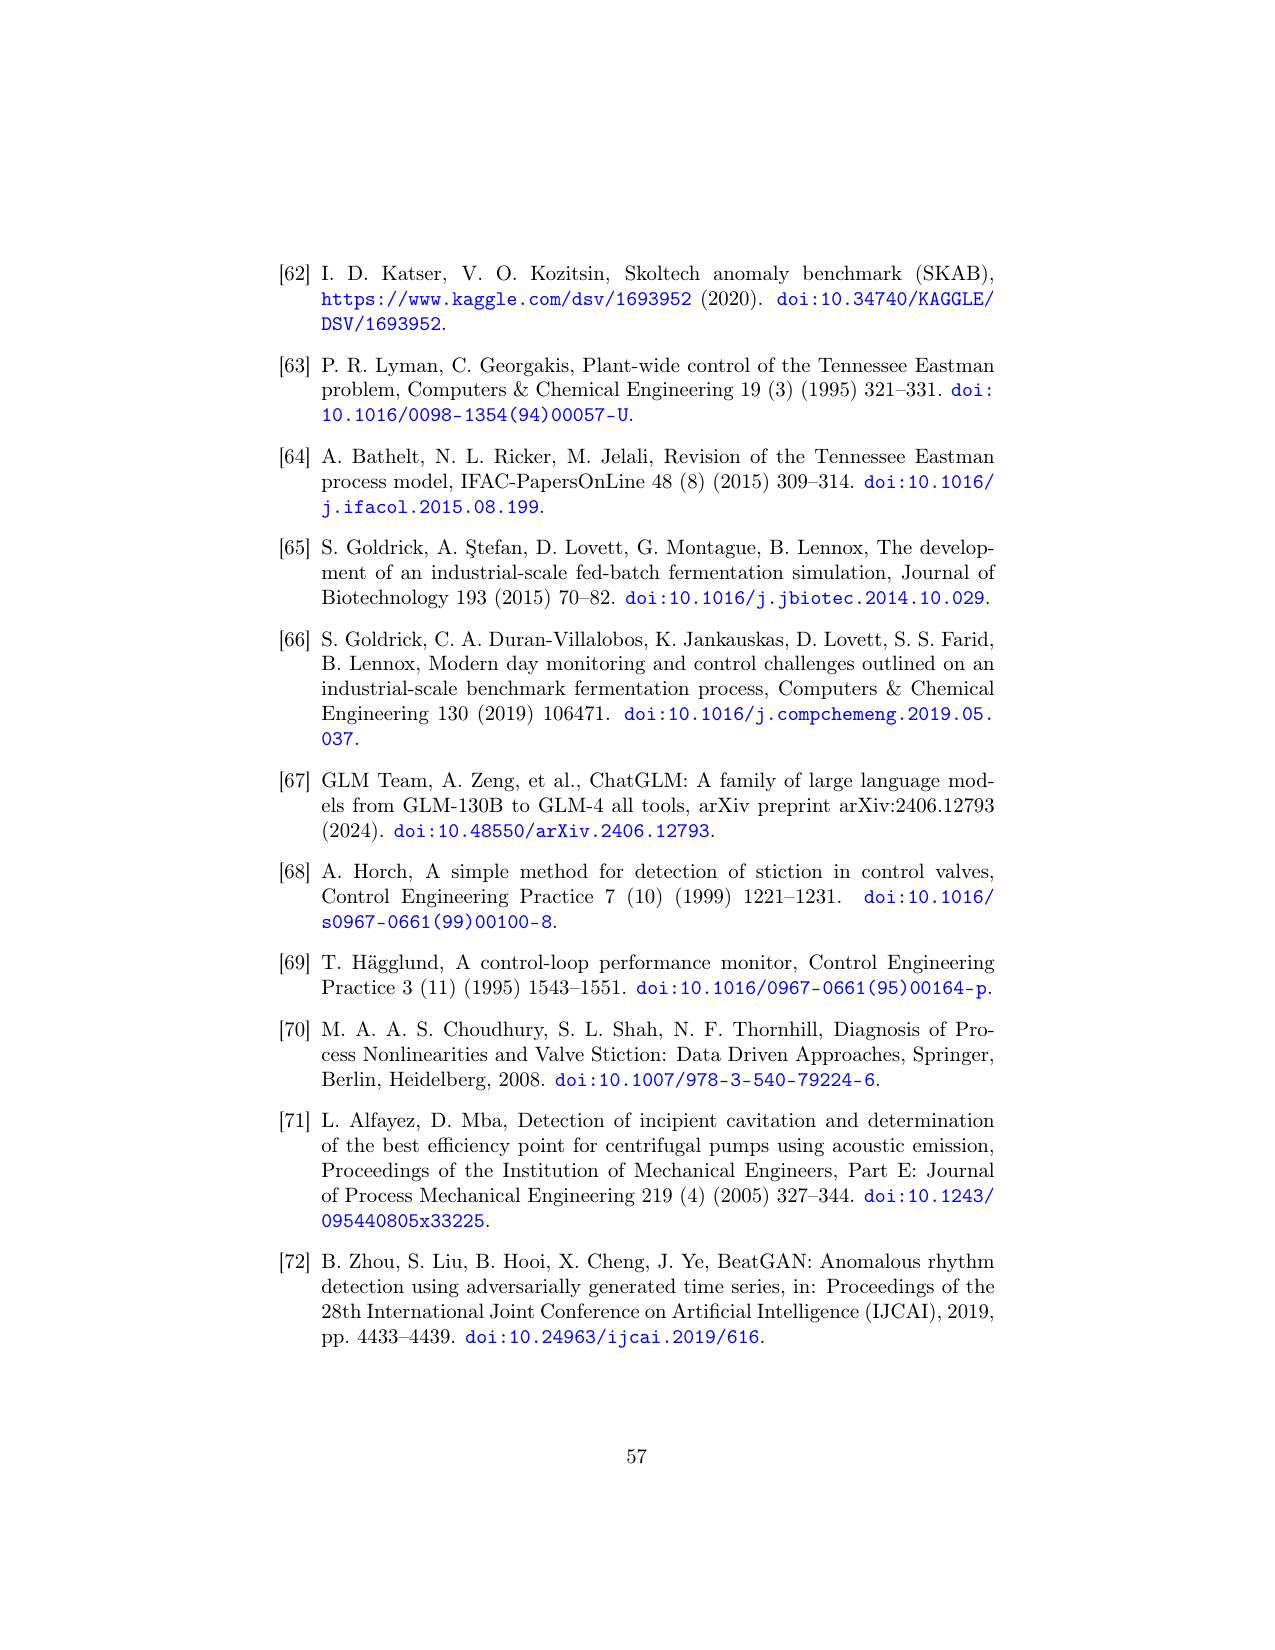 [62] I. D. Katser, V. O. Kozitsin, Skoltech anomaly benchmark (SKAB),
https://www.kaggle.com/dsv/1693952 (2020). doi:10.34740/KAGGLE/
DSV/1693952.
[63] P. R. Lyman, C. Georgakis, Plant-wide control of the Tennessee Eastman
problem, Computers & Chemical Engineering 19 (3) (1995) 321–331. doi:
10.1016/0098-1354(94)00057-U.
[64] A. Bathelt, N. L. Ricker, M. Jelali, Revision of the Tennessee Eastman
process model, IFAC-PapersOnLine 48 (8) (2015) 309–314. doi:10.1016/
j.ifacol.2015.08.199.
[65] S. Goldrick, A. Ştefan, D. Lovett, G. Montague, B. Lennox, The develop-
ment of an industrial-scale fed-batch fermentation simulation, Journal of
Biotechnology 193 (2015) 70–82. doi:10.1016/j.jbiotec.2014.10.029.
[66] S. Goldrick, C. A. Duran-Villalobos, K. Jankauskas, D. Lovett, S. S. Farid,
B. Lennox, Modern day monitoring and control challenges outlined on an
industrial-scale benchmark fermentation process, Computers & Chemical
Engineering 130 (2019) 106471. doi:10.1016/j.compchemeng.2019.05.
037.
[67] GLM Team, A. Zeng, et al., ChatGLM: A family of large language mod-
els from GLM-130B to GLM-4 all tools, arXiv preprint arXiv:2406.12793
(2024). doi:10.48550/arXiv.2406.12793.
[68] A. Horch, A simple method for detection of stiction in control valves,
Control Engineering Practice 7 (10) (1999) 1221–1231. doi:10.1016/
s0967-0661(99)00100-8.
[69] T. Hägglund, A control-loop performance monitor, Control Engineering
Practice 3 (11) (1995) 1543–1551. doi:10.1016/0967-0661(95)00164-p.
[70] M. A. A. S. Choudhury, S. L. Shah, N. F. Thornhill, Diagnosis of Pro-
cess Nonlinearities and Valve Stiction: Data Driven Approaches, Springer,
Berlin, Heidelberg, 2008. doi:10.1007/978-3-540-79224-6.
[71] L. Alfayez, D. Mba, Detection of incipient cavitation and determination
of the best efficiency point for centrifugal pumps using acoustic emission,
Proceedings of the Institution of Mechanical Engineers, Part E: Journal
of Process Mechanical Engineering 219 (4) (2005) 327–344. doi:10.1243/
095440805x33225.
[72] B. Zhou, S. Liu, B. Hooi, X. Cheng, J. Ye, BeatGAN: Anomalous rhythm
detection using adversarially generated time series, in: Proceedings of the
28th International Joint Conference on Artificial Intelligence (IJCAI), 2019,
pp. 4433–4439. doi:10.24963/ijcai.2019/616.
57